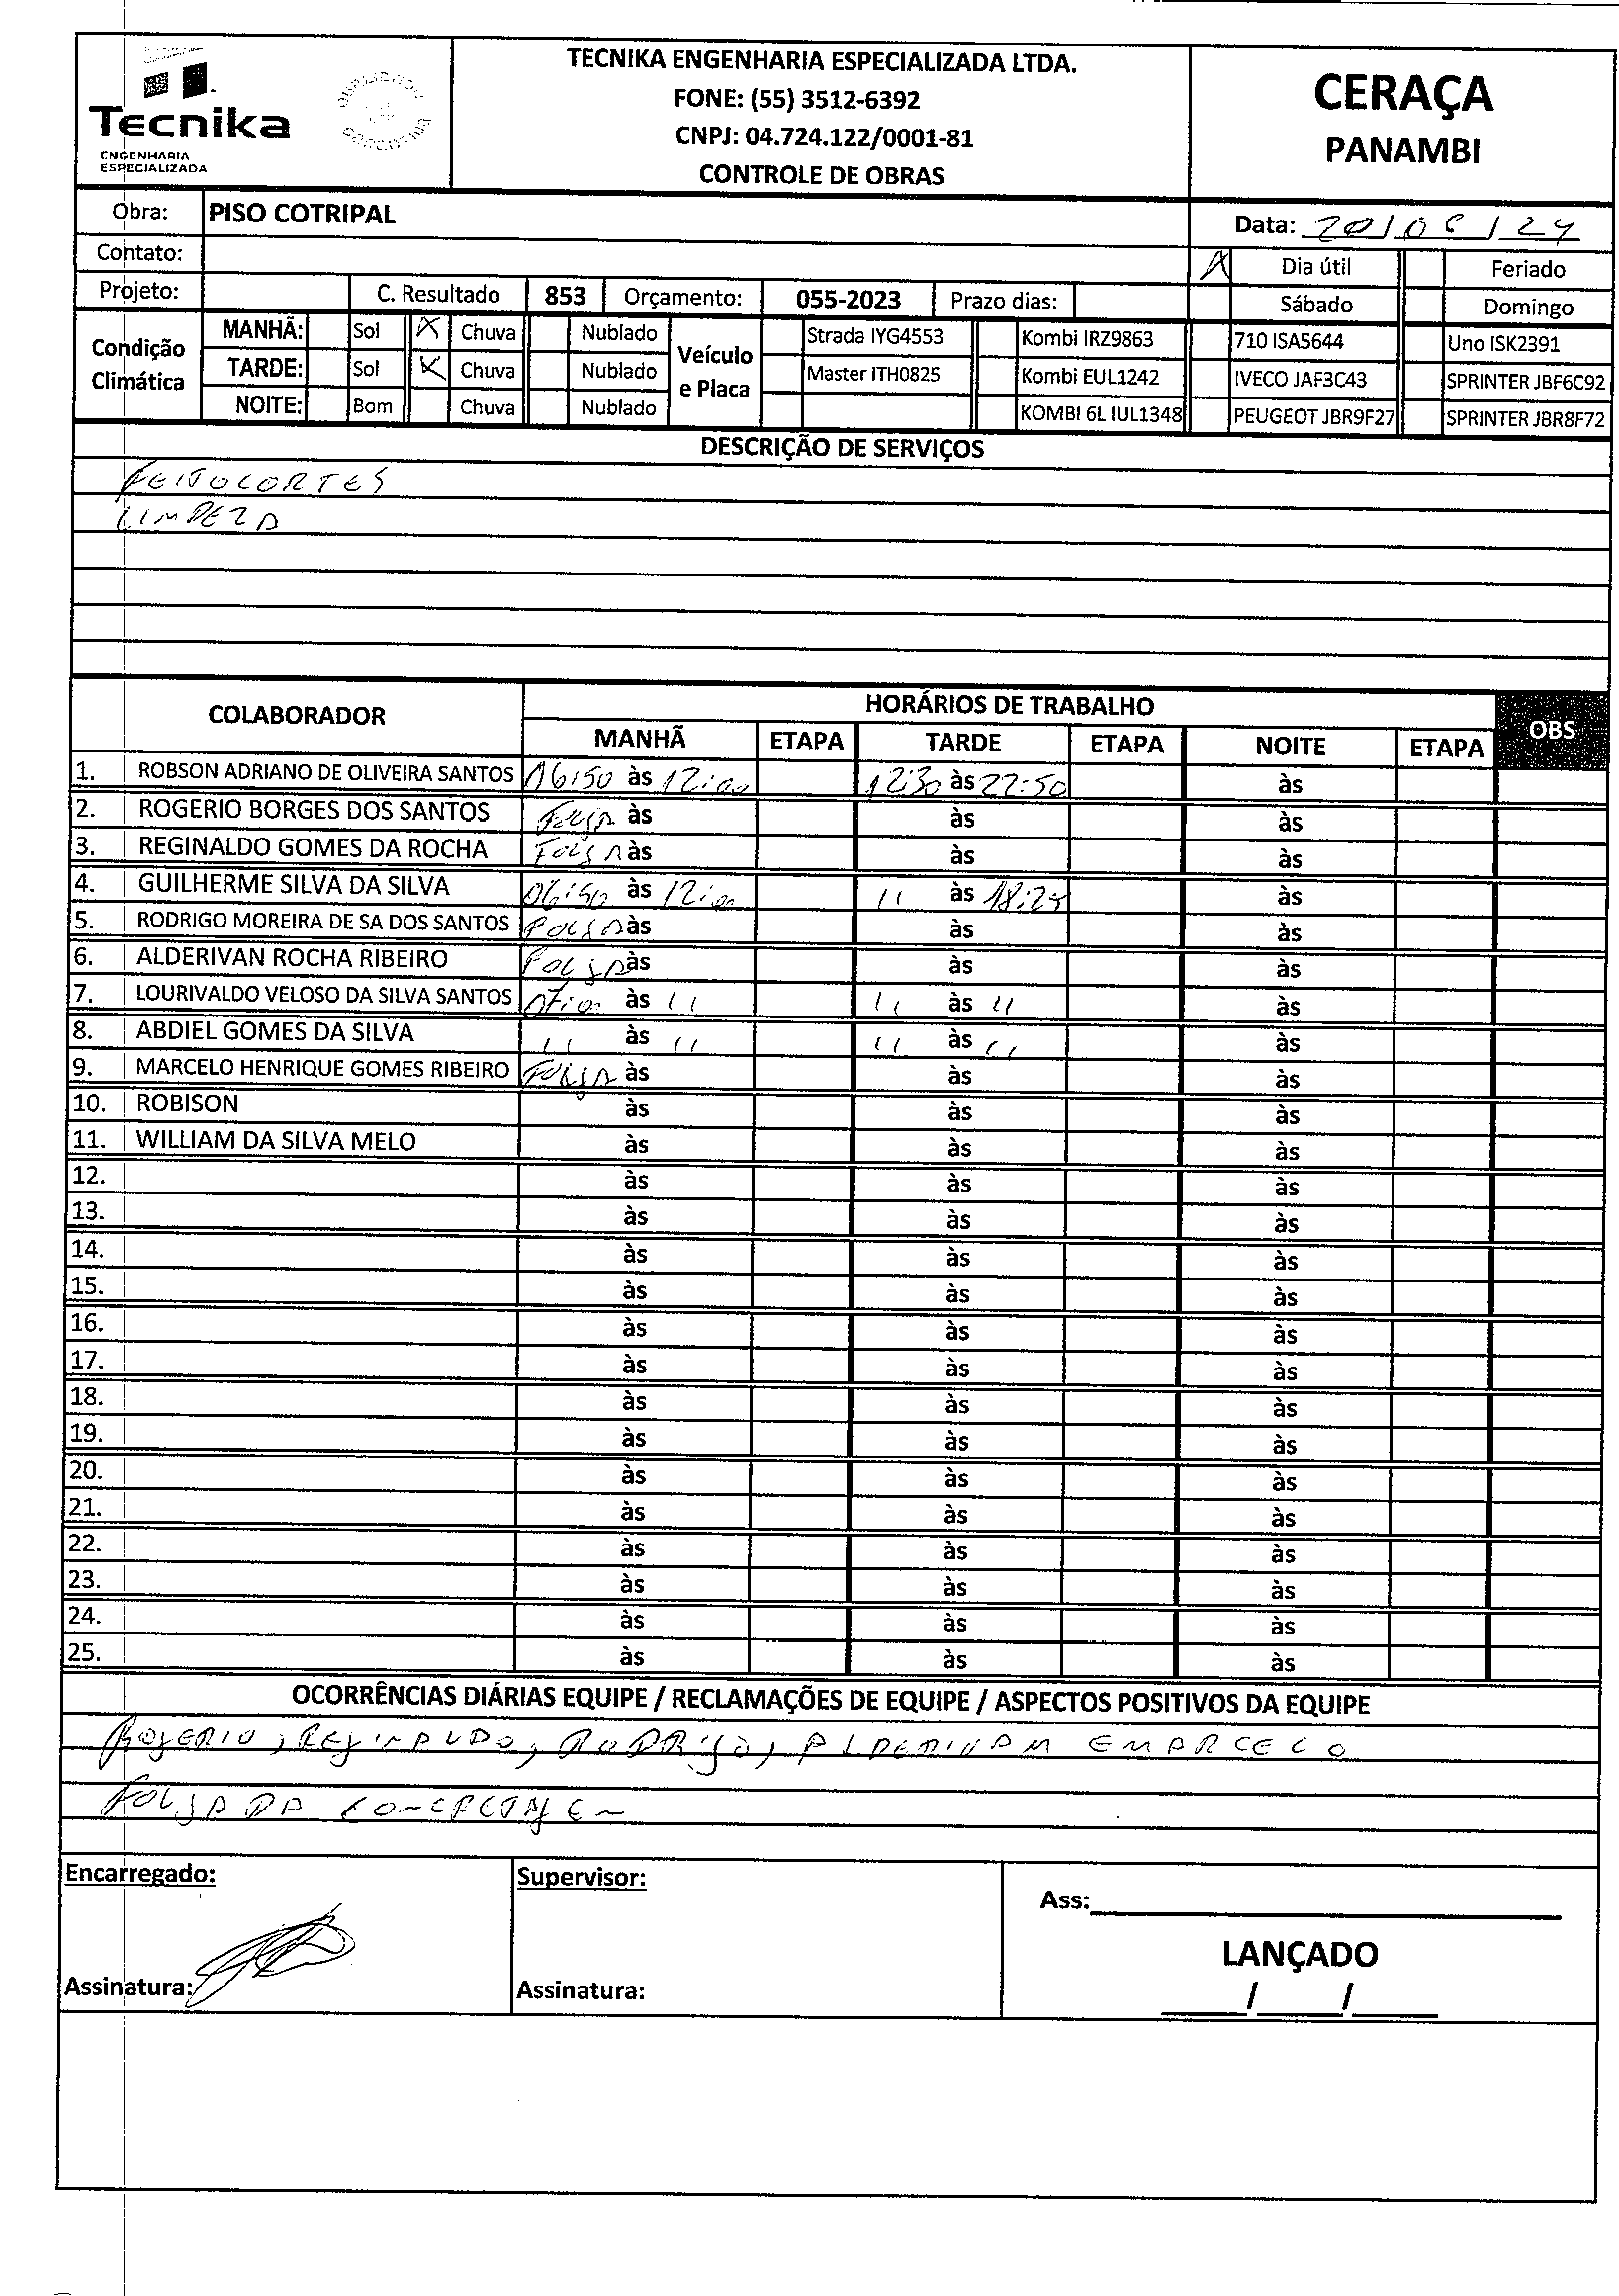 Tecnika
ENGENHARIA
ESPECIALIZADA
TECNIKA ENGENHARIA ESPECIALIZADA LTDA.
FONE: (55) 3512-6392
CNPJ: 04.724.122/0001-81
CONTROLE DE OBRAS
CERAÇA
PANAMBI
Obra: PISO COTRIPAL
Data: 20/06/24
Contato:
X Dia útil Feriado
Projeto: C. Resultado 853 Orçamento: 055-2023 Prazo dias: Sábado Domingo
Condição Climática
MANHÃ: Sol X Chuva Nublado
TARDE: Sol X Chuva Nublado
NOITE: Bom Chuva Nublado
Veículo e Placa
Strada IYG4553 Kombi IRZ9863 710 ISA5644 Uno ISK2391
Master ITH0825 Kombi EUL1242 IVECO JAF3C43 SPRINTER JBF6C92
KOMBI 6L IUL1348 PEUGEOT JBR9F27 SPRINTER JBR8F72
DESCRIÇÃO DE SERVIÇOS
FEITO CORTES
LIMPEZA
COLABORADOR HORÁRIOS DE TRABALHO OBS
MANHÃ ETAPA TARDE ETAPA NOITE ETAPA
1. ROBSON ADRIANO DE OLIVEIRA SANTOS 06:50 às 12:00 12:30 às 22:50 às
2. ROGERIO BORGES DOS SANTOS FOLGA às às às
3. REGINALDO GOMES DA ROCHA FOLGA às às às
4. GUILHERME SILVA DA SILVA 06:50 às 12:00 11 às 18:25 às
5. RODRIGO MOREIRA DE SA DOS SANTOS FOLGA às às às
6. ALDERIVAN ROCHA RIBEIRO FOLGA às às às
7. LOURIVALDO VELOSO DA SILVA SANTOS 07:00 às 11 11 às 11 às
8. ABDIEL GOMES DA SILVA 11 às 11 11 às 11 às
9. MARCELO HENRIQUE GOMES RIBEIRO FOLGA às às às
10. ROBISON às às às
11. WILLIAM DA SILVA MELO às às às
12. às às às
13. às às às
14. às às às
15. às às às
16. às às às
17. às às às
18. às às às
19. às às às
20. às às às
21. às às às
22. às às às
23. às às às
24. às às às
25. às às às
OCORRÊNCIAS DIÁRIAS EQUIPE / RECLAMAÇÕES DE EQUIPE / ASPECTOS POSITIVOS DA EQUIPE
ROGERIO, REGINALDO, RODRIGO, ALDERIVAM E MARCELO
FOLGA DA CONCRETAGEM
Encarregado: Supervisor: Ass:
LANÇADO
Assinatura: Assinatura: / /